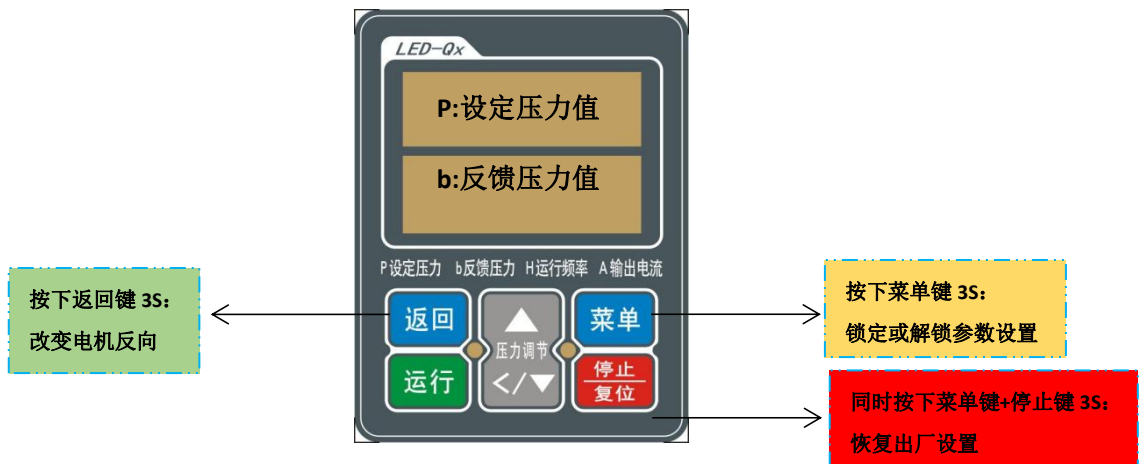 LED-Qx
P:设定压力值
b:反馈压力值
P设定压力 b反馈压力 H运行频率 A输出电流
按下返回键 3S：
改变电机反向
返回
菜单
压力调节
运行
</▼
停止
复位
按下菜单键 3S：
锁定或解锁参数设置
同时按下菜单键+停止键 3S：
恢复出厂设置